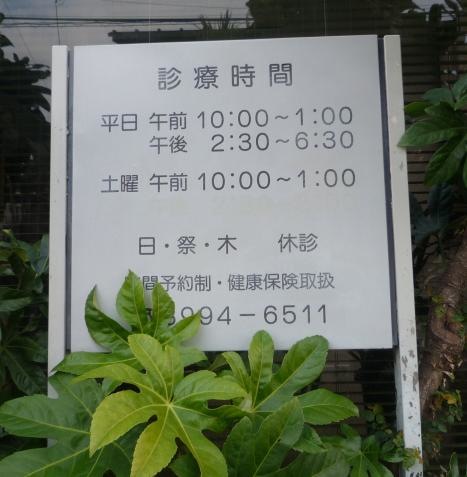 診療時間
平日 午前 10:00～1:00
午後 2:30～6:30
土曜 午前 10:00～1:00
日・祭・木 休診
間予約制・健康保険取扱
3994-6511